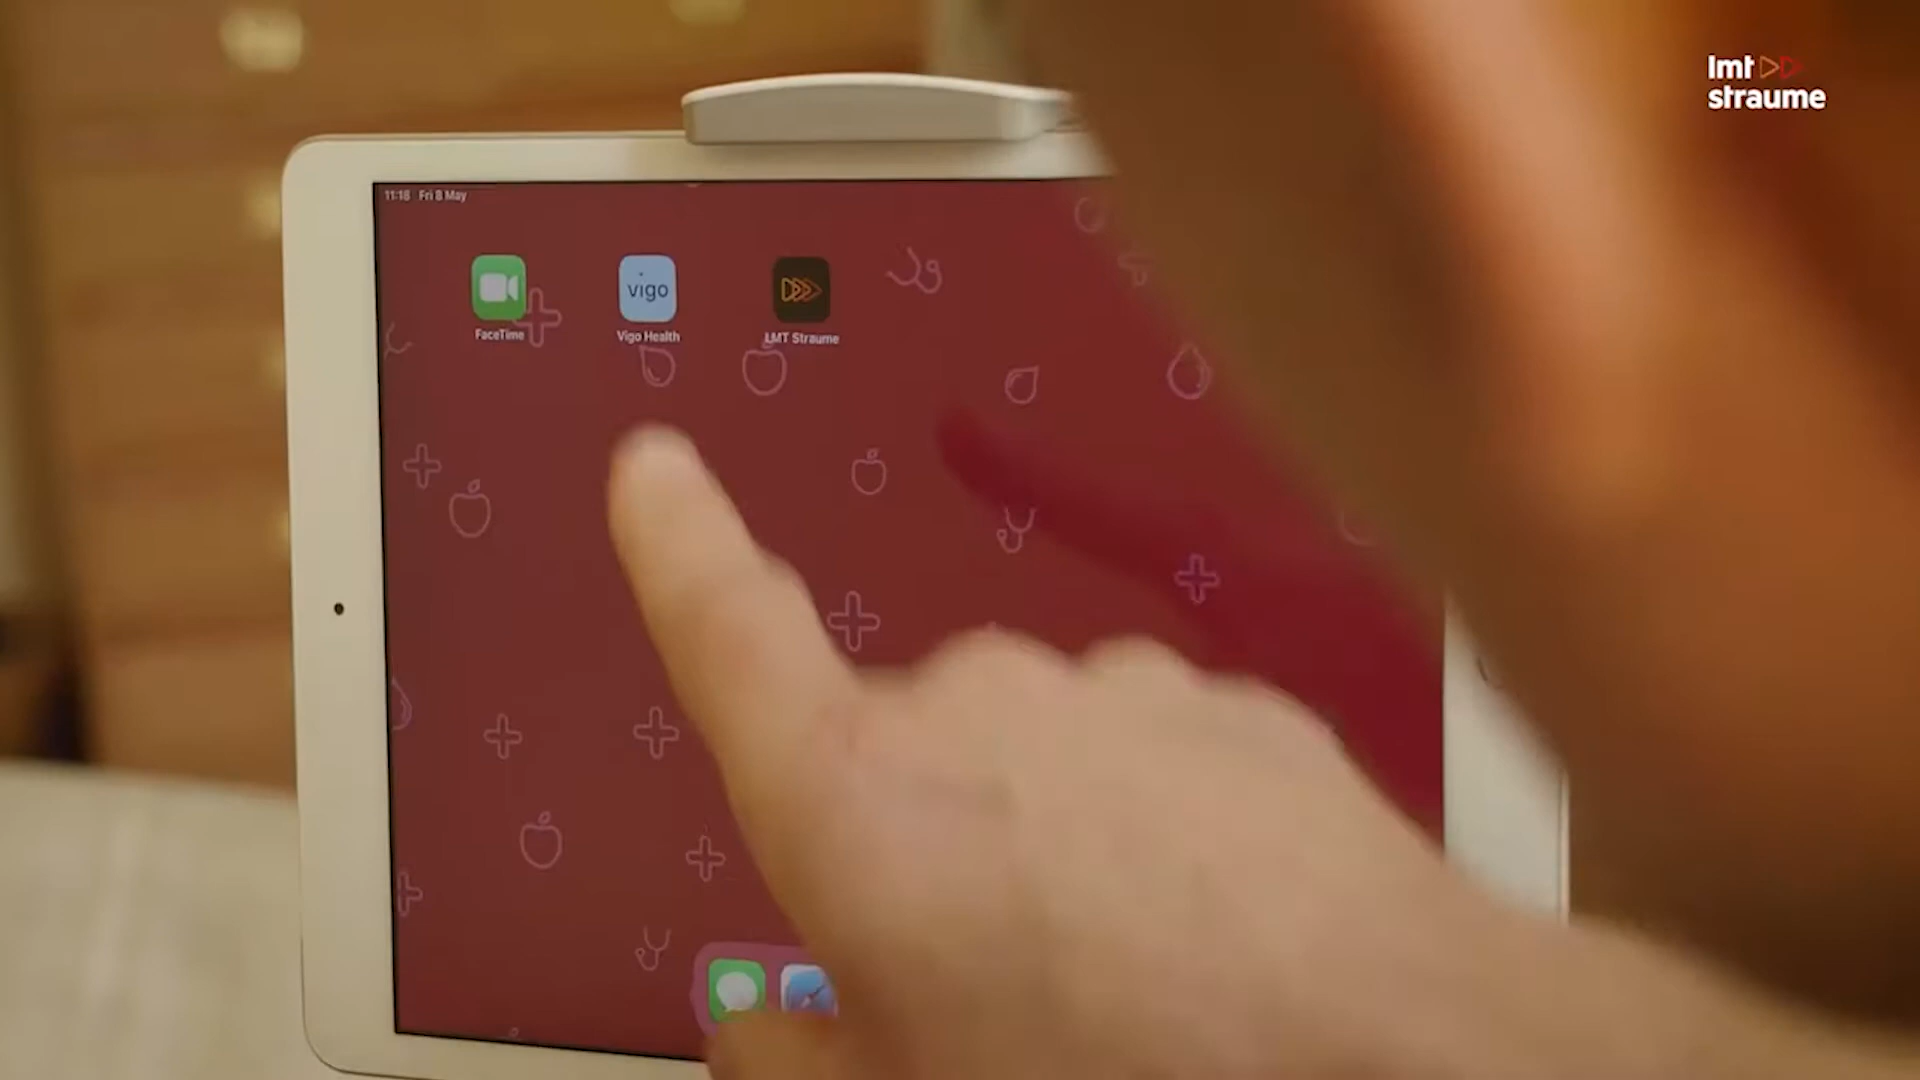 lmt
straume
11:18 Fri 8 May
vigo
FaceTime
Vigo Health
LMT Straume